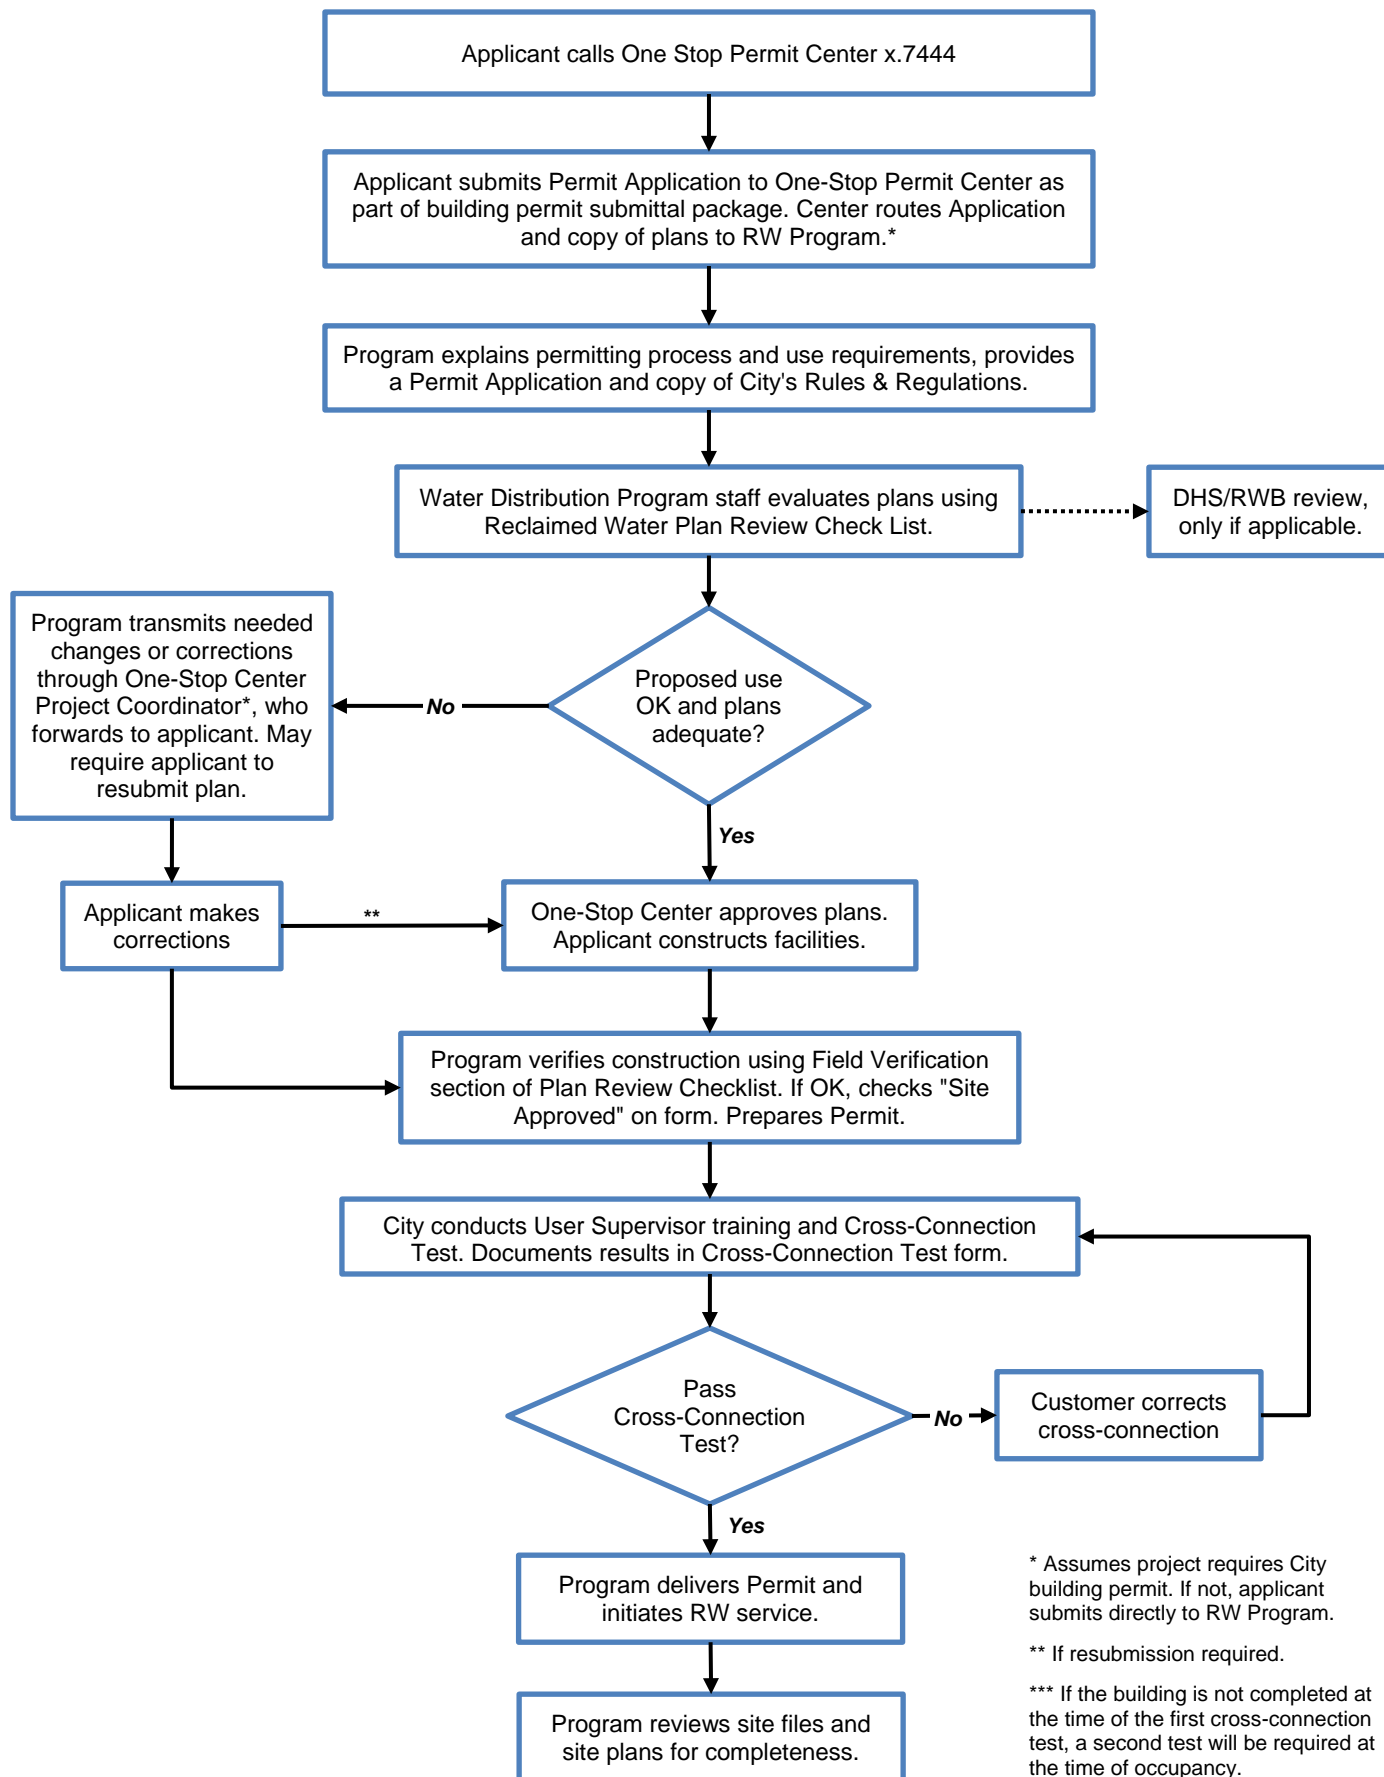 Applicant calls One Stop Permit Center x.7444
Applicant submits Permit Application to One-Stop Permit Center as
part of building permit submittal package. Center routes Application
and copy of plans to RW Program.*
Program explains permitting process and use requirements, provides
a Permit Application and copy of City's Rules & Regulations.
Water Distribution Program staff evaluates plans using
Reclaimed Water Plan Review Check List.
DHS/RWB review,
only if applicable.
Program transmits needed
changes or corrections
through One-Stop Center
Project Coordinator*, who
forwards to applicant. May
require applicant to
resubmit plan.
No
Proposed use
OK and plans
adequate?
Yes
Applicant makes
corrections
**
One-Stop Center approves plans.
Applicant constructs facilities.
Program verifies construction using Field Verification
section of Plan Review Checklist. If OK, checks "Site
Approved" on form. Prepares Permit.
City conducts User Supervisor training and Cross-Connection
Test. Documents results in Cross-Connection Test form.
Pass
Cross-Connection
Test?
No
Customer corrects
cross-connection
Yes
Program delivers Permit and
initiates RW service.
Program reviews site files and
site plans for completeness.
* Assumes project requires City
building permit. If not, applicant
submits directly to RW Program.
** If resubmission required.
*** If the building is not completed at
the time of the first cross-connection
test, a second test will be required at
the time of occupancy.